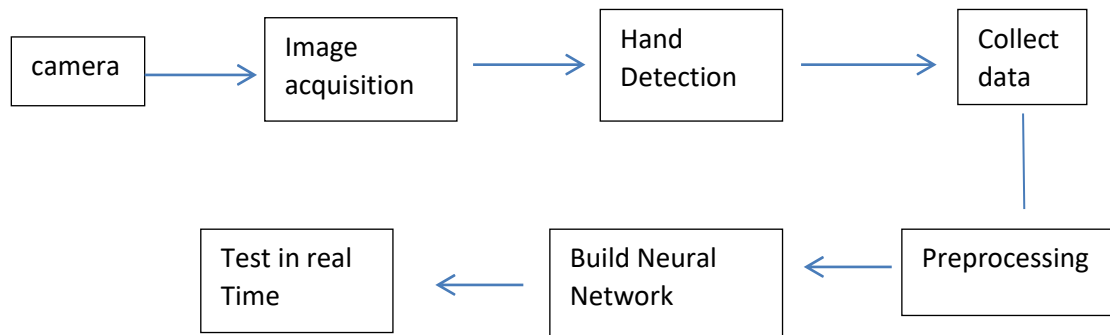 camera
Image
acquisition
Hand
Detection
Collect
data
Preprocessing
Build Neural
Network
Test in real
Time